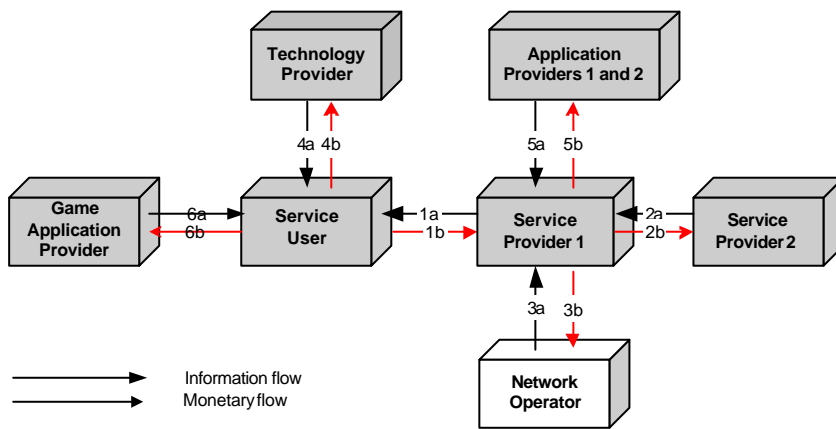 Technology
Provider
Application
Providers 1 and 2
4a
4b
5a
5b
Game
Application
Provider
6a
6b
Service
User
1a
1b
Service
Provider 1
2a
2b
Service
Provider 2
3a
3b
Information flow
Monetary flow
Network
Operator